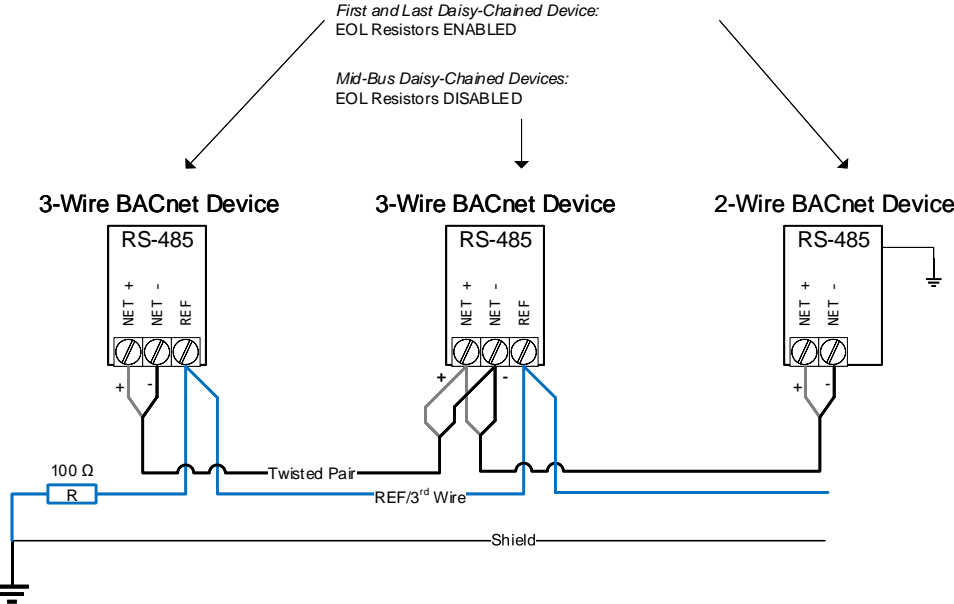 First and Last Daisy-Chained Device:
EOL Resistors ENABLED
Mid-Bus Daisy-Chained Devices:
EOL Resistors DISABLED
3-Wire BACnet Device
3-Wire BACnet Device
2-Wire BACnet Device
RS-485
RS-485
RS-485
NET +
NET -
REF
NET +
NET -
REF
NET +
NET -
+
-
+
-
+
-
Twisted Pair
100 Ω
R
REF/3rd Wire
Shield